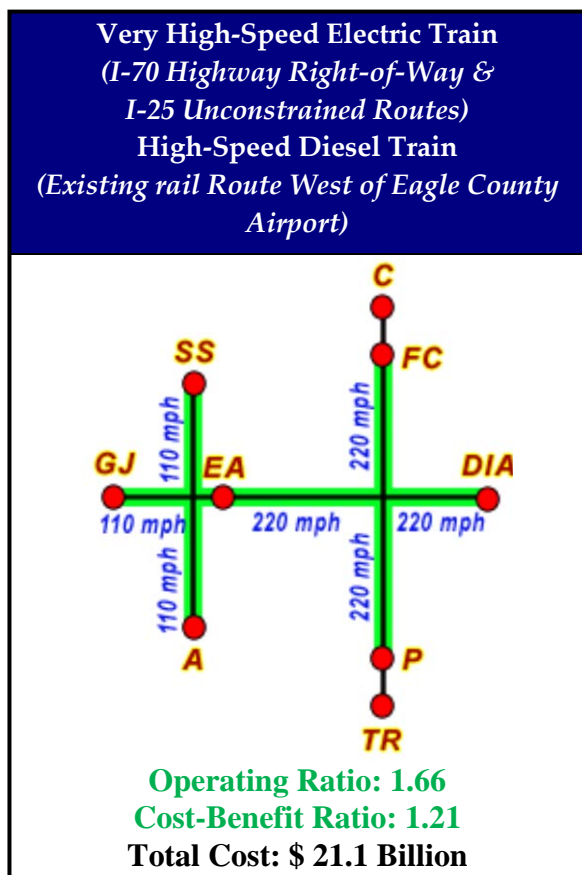 Very High-Speed Electric Train
(I-70 Highway Right-of-Way &
I-25 Unconstrained Routes)
High-Speed Diesel Train
(Existing rail Route West of Eagle County
Airport)
C
FC
SS
110 mph
220 mph
GJ
EA
DIA
110 mph
220 mph
220 mph
110 mph
220 mph
A
P
TR
Operating Ratio: 1.66
Cost-Benefit Ratio: 1.21
Total Cost: $ 21.1 Billion